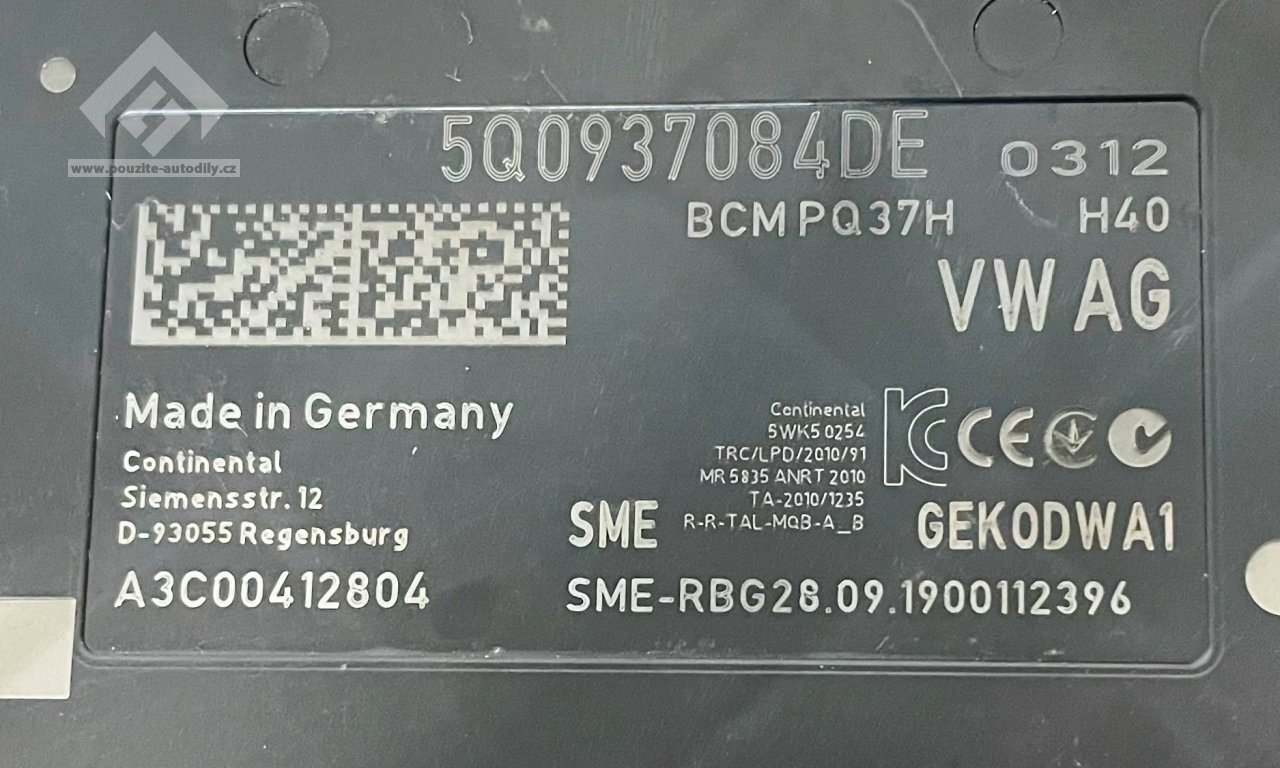 www.pouzite-autodily.cz
5Q0937084DE 0312
BCM PQ37H H40
VW AG
Made in Germany
Continental
Siemensstr. 12
D-93055 Regensburg
A3C00412804
Continental
5WK5 0254
TRC/LPD/2010/91
MR 5835 ANRT 2010
TA-2010/1235
R-R-TAL-MQB-A_B
CE
SME
GEK0DWA1
SME-RBG28.09.1900112396